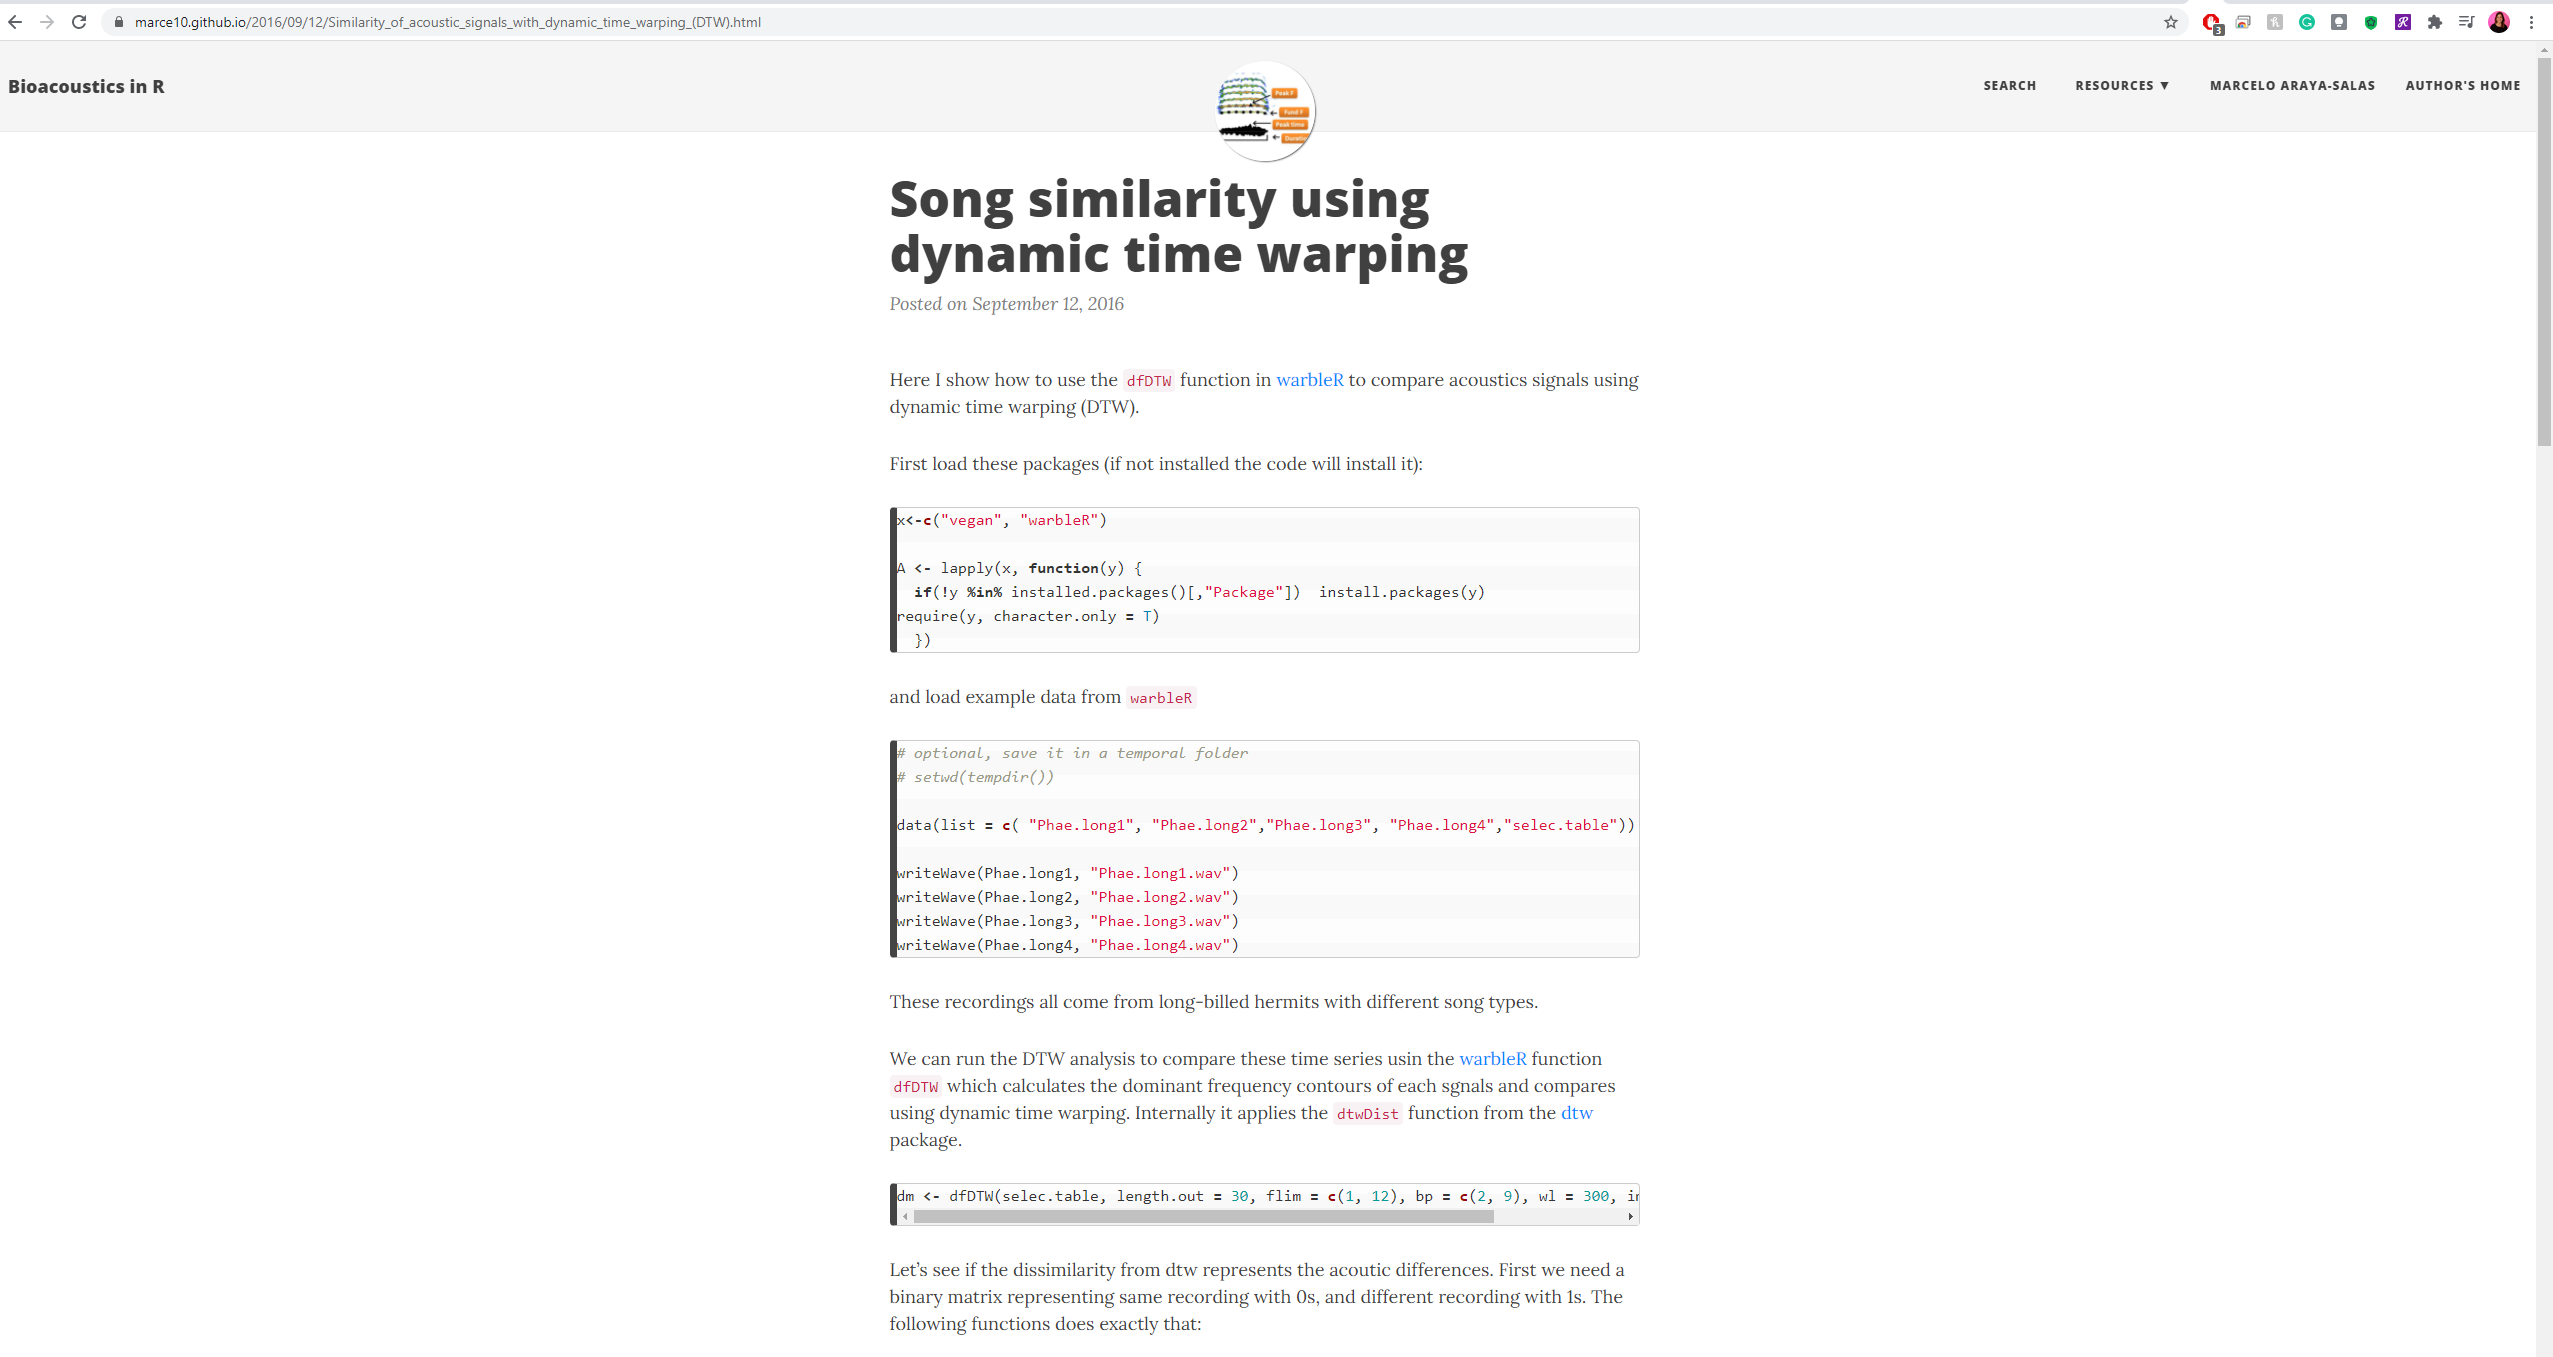 marce10.github.io/2016/09/12/Similarity_of_acoustic_signals_with_dynamic_time_warping_(DTW).html
3
Bioacoustics in R
SEARCH
RESOURCES ▼
MARCELO ARAYA-SALAS
AUTHOR'S HOME
Peak F
Fund F
Peak time
Duration
Song similarity using
dynamic time warping
Posted on September 12, 2016
Here I show how to use the dfDTW function in warbleR to compare acoustics signals using
dynamic time warping (DTW).
First load these packages (if not installed the code will install it):
x<-c("vegan", "warbleR")
A <- lapply(x, function(y) {
  if(!y %in% installed.packages()[,"Package"])  install.packages(y)
require(y, character.only = T)
  })
and load example data from warbleR
# optional, save it in a temporal folder
# setwd(tempdir())
data(list = c( "Phae.long1", "Phae.long2","Phae.long3", "Phae.long4","selec.table"))
writeWave(Phae.long1, "Phae.long1.wav")
writeWave(Phae.long2, "Phae.long2.wav")
writeWave(Phae.long3, "Phae.long3.wav")
writeWave(Phae.long4, "Phae.long4.wav")
These recordings all come from long-billed hermits with different song types.
We can run the DTW analysis to compare these time series usin the warbleR function
dfDTW which calculates the dominant frequency contours of each sgnals and compares
using dynamic time warping. Internally it applies the dtwDist function from the dtw
package.
dm <- dfDTW(selec.table, length.out = 30, flim = c(1, 12), bp = c(2, 9), wl = 300,
Let's see if the dissimilarity from dtw represents the acoutic differences. First we need a
binary matrix representing same recording with 0s, and different recording with 1s. The
following functions does exactly that: